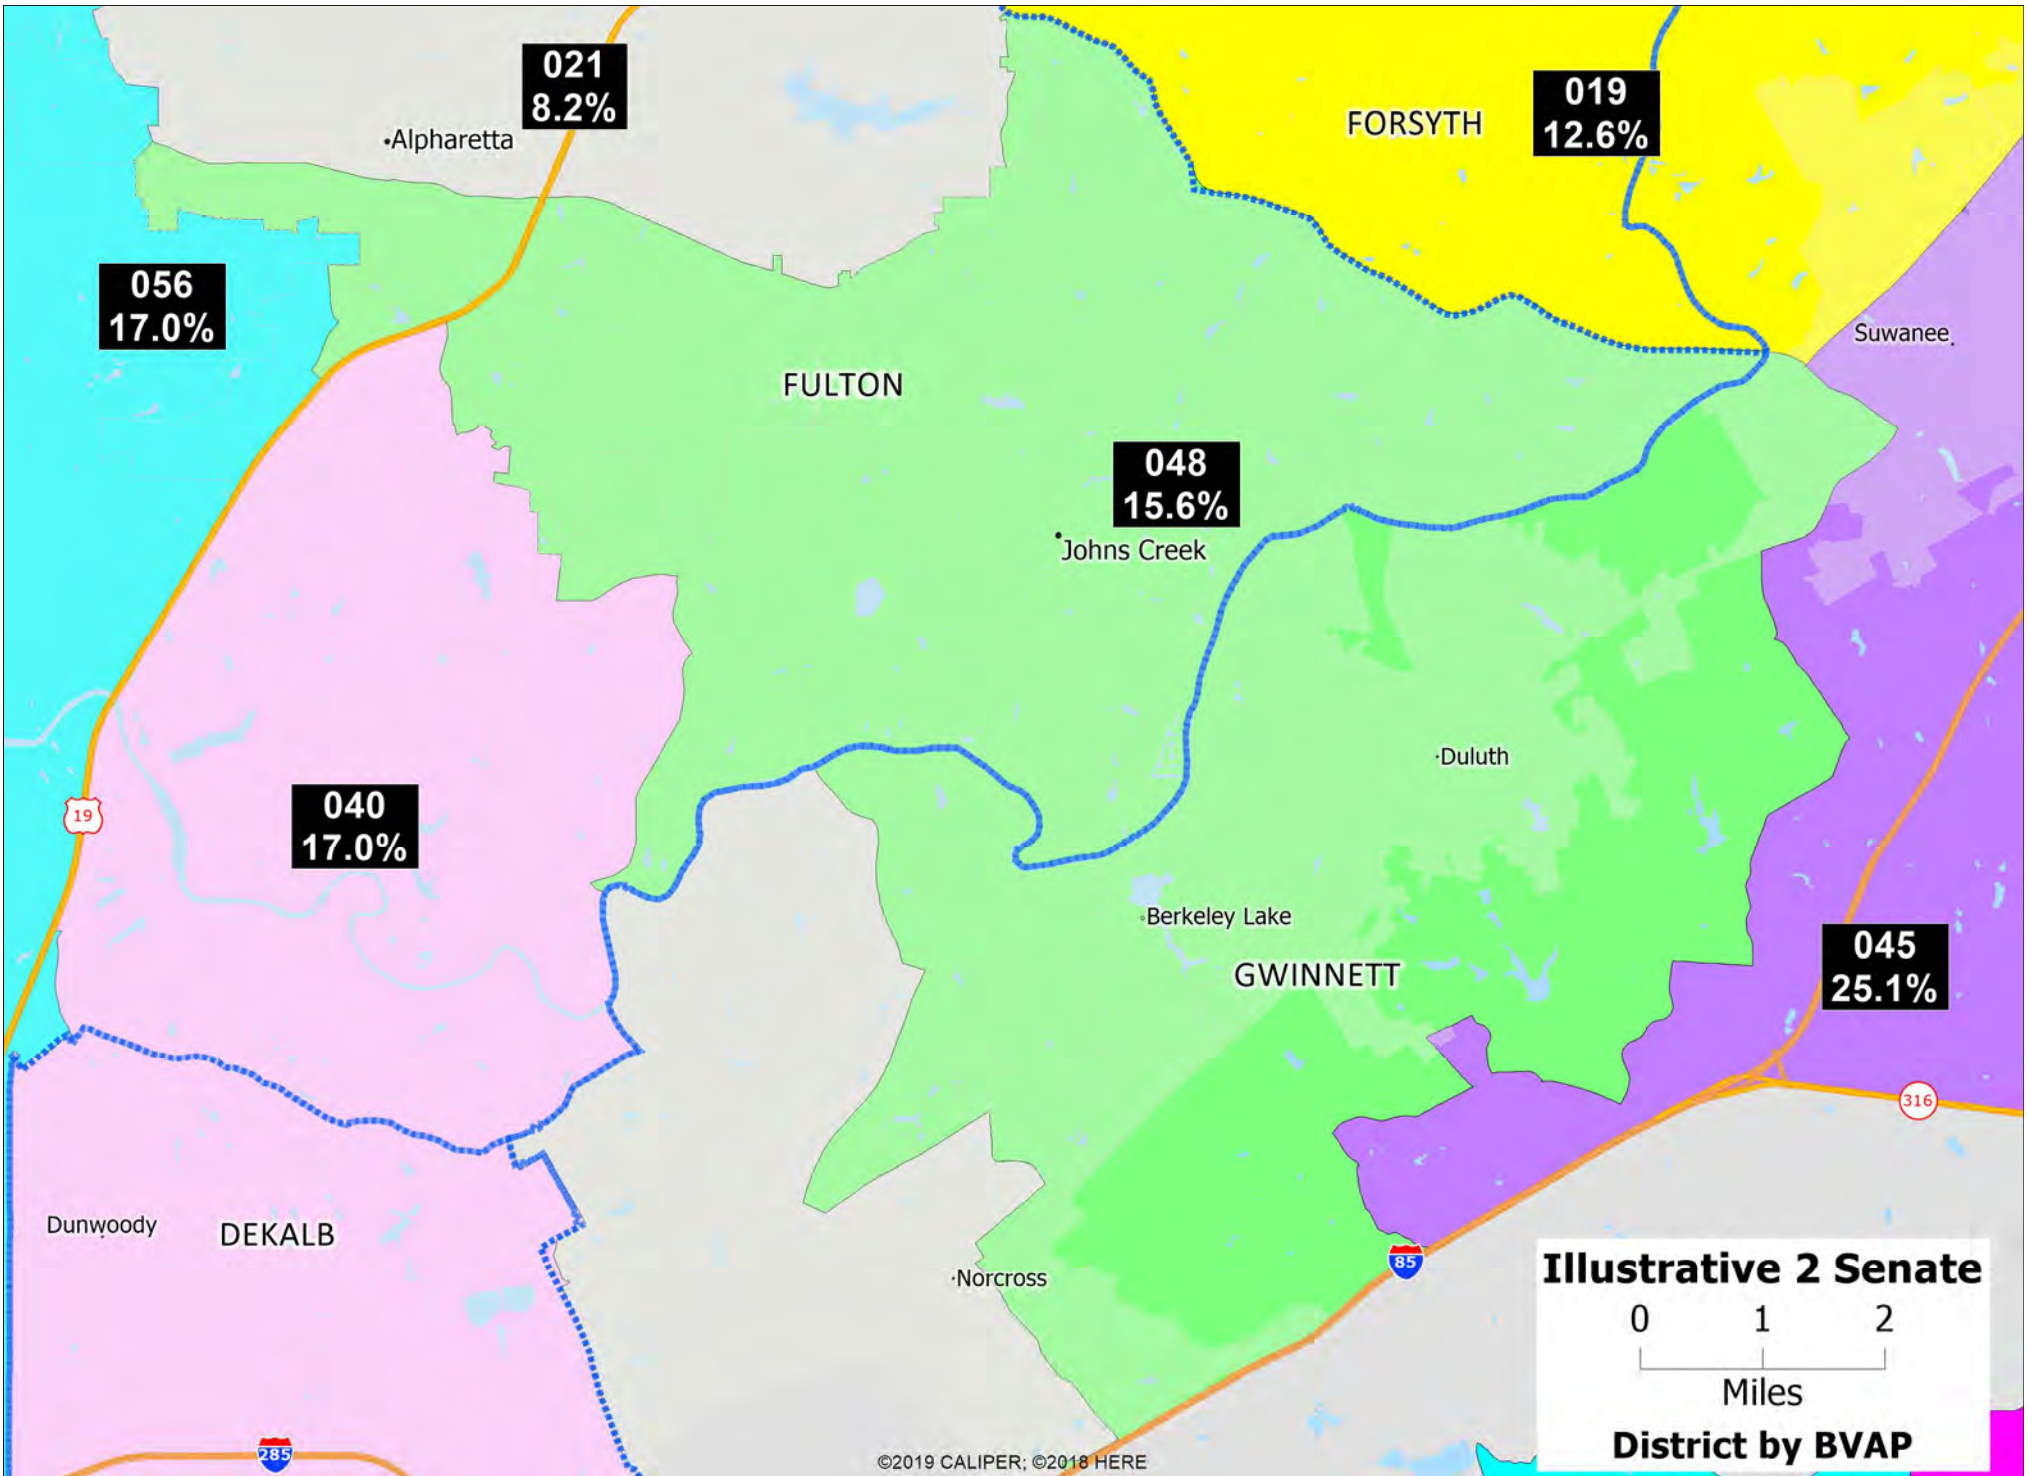 021
8.2%
Alpharetta
FORSYTH
019
12.6%
056
17.0%
Suwanee
FULTON
048
15.6%
Johns Creek
Duluth
040
17.0%
19
Berkeley Lake
GWINNETT
045
25.1%
316
Dunwoody
DEKALB
Norcross
85
285
Illustrative 2 Senate
0 1 2
Miles
District by BVAP
©2019 CALIPER; ©2018 HERE